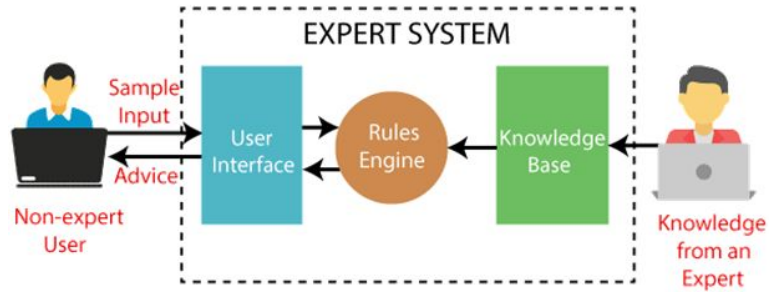 EXPERT SYSTEM
Sample
Input
Advice
Non-expert
User
User
Interface
Rules
Engine
Knowledge
Base
Knowledge
from an
Expert